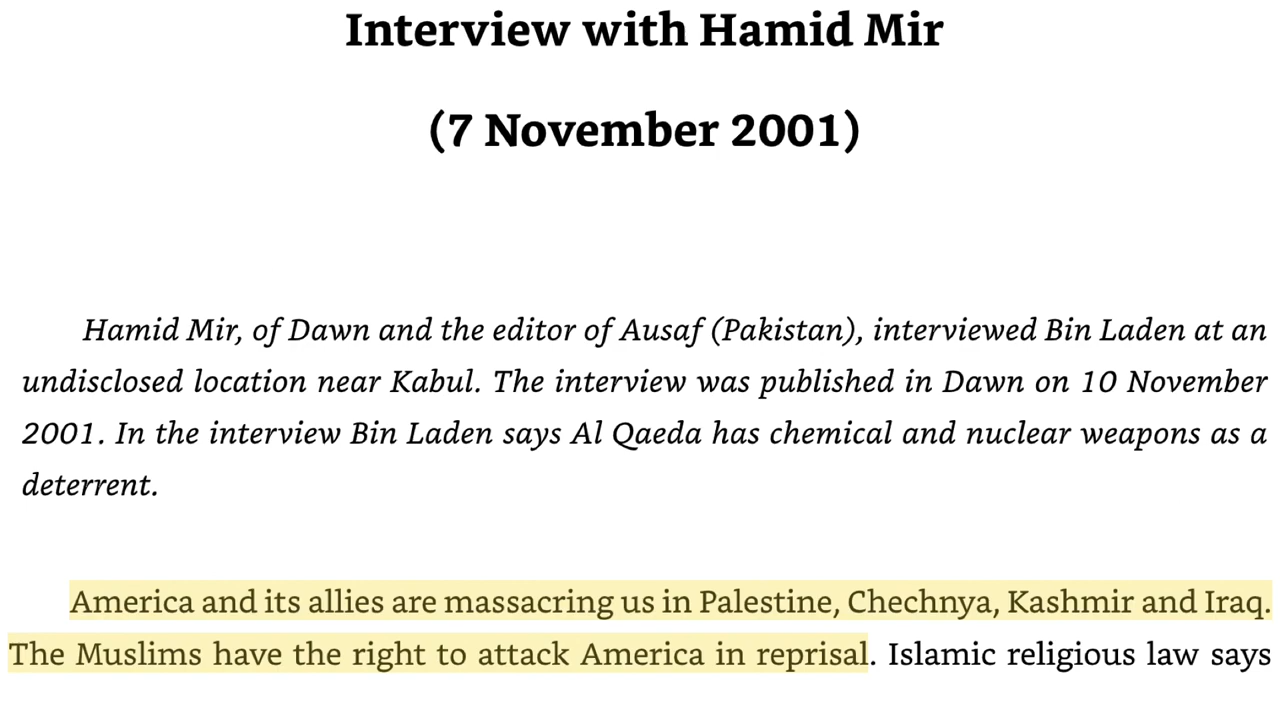 Interview with Hamid Mir
(7 November 2001)
Hamid Mir, of Dawn and the editor of Ausaf (Pakistan), interviewed Bin Laden at an
undisclosed location near Kabul. The interview was published in Dawn on 10 November
2001. In the interview Bin Laden says Al Qaeda has chemical and nuclear weapons as a
deterrent.
America and its allies are massacring us in Palestine, Chechnya, Kashmir and Iraq.
The Muslims have the right to attack America in reprisal. Islamic religious law says